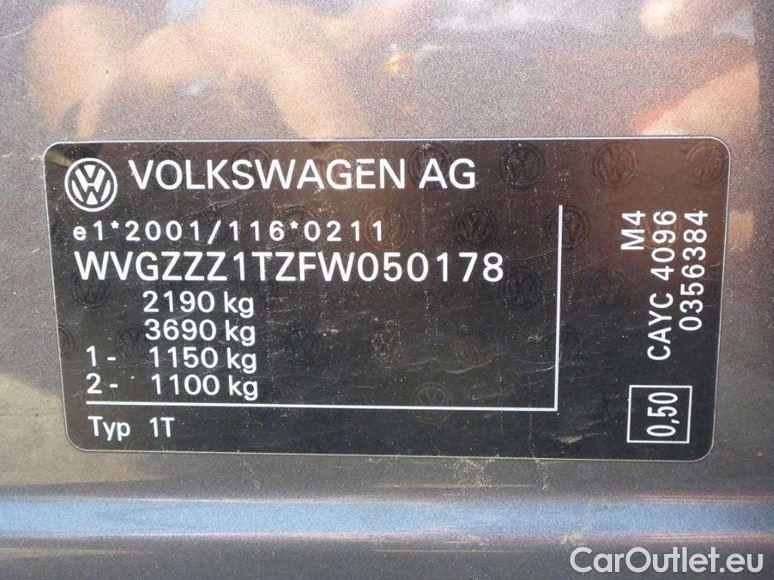 VOLKSWAGEN AG
e1*2001/116*0211
WVGZZZ1TZFW050178
2190 kg
3690 kg
1- 1150 kg
2- 1100 kg
Typ 1T
M4
CAYC 4096
0356384
0,50
CarOutlet.eu